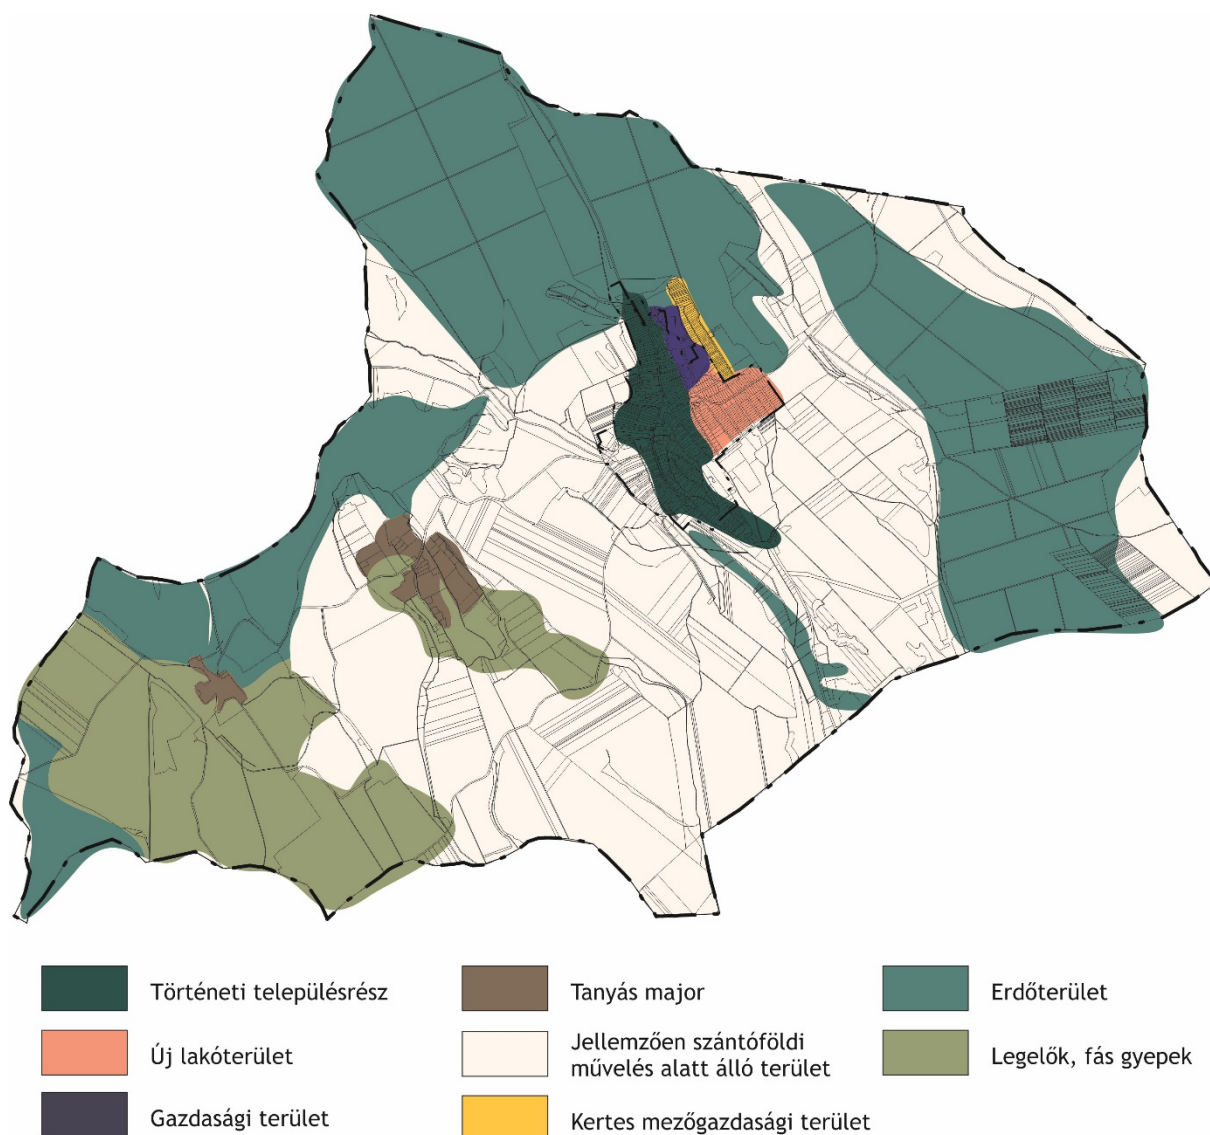 Történeti településrész
Új lakóterület
Gazdasági terület
Tanyás major
Jellemzően szántóföldi
művelés alatt álló terület
Kertes mezőgazdasági terület
Erdőterület
Legelők, fás gyepek